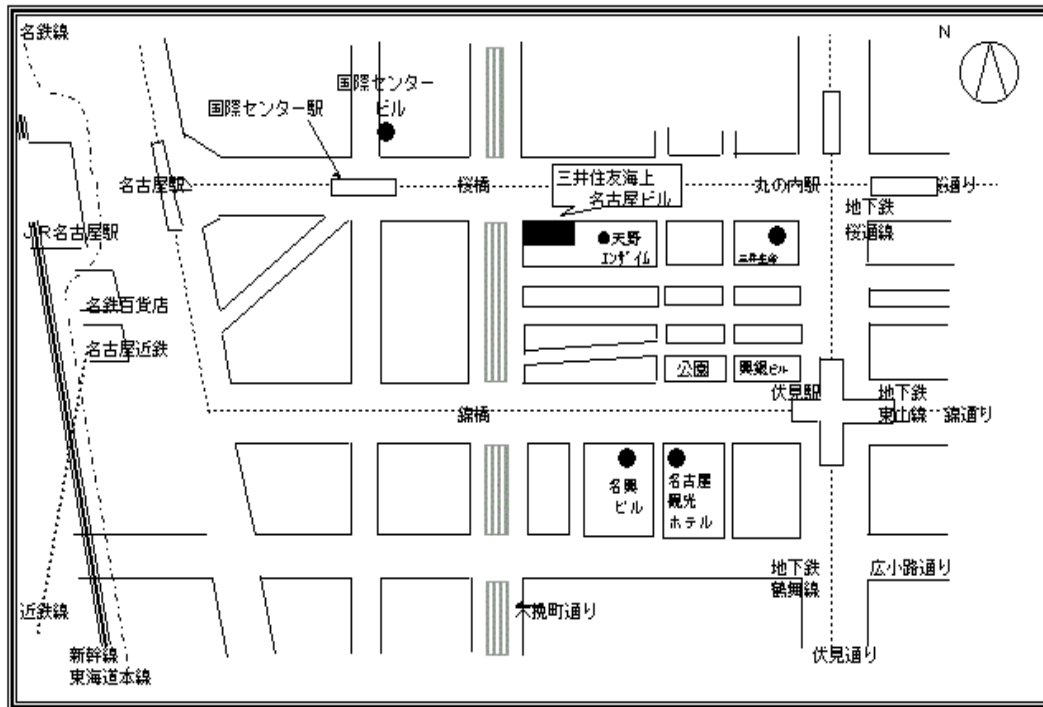 名鉄線
N
国際センター
ビル
国際センター駅
三井住友海上
名古屋ビル
名古屋駅
桜橋
丸の内駅
桜通り
地下鉄
桜通線
JR名古屋駅
天野
エンザイム
三井生命
名鉄百貨店
名古屋近鉄
公園
興銀ビル
伏見駅
地下鉄
東山線
錦通り
錦橋
名興
ビル
名古屋
観光
ホテル
地下鉄
鶴舞線
広小路通り
近鉄線
木挽町通り
新幹線
東海道本線
伏見通り